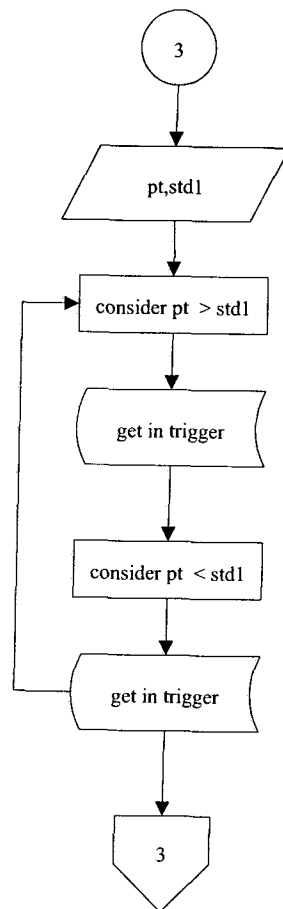 3
pt,std1
consider pt > std1
get in trigger
consider pt < std1
get in trigger
3